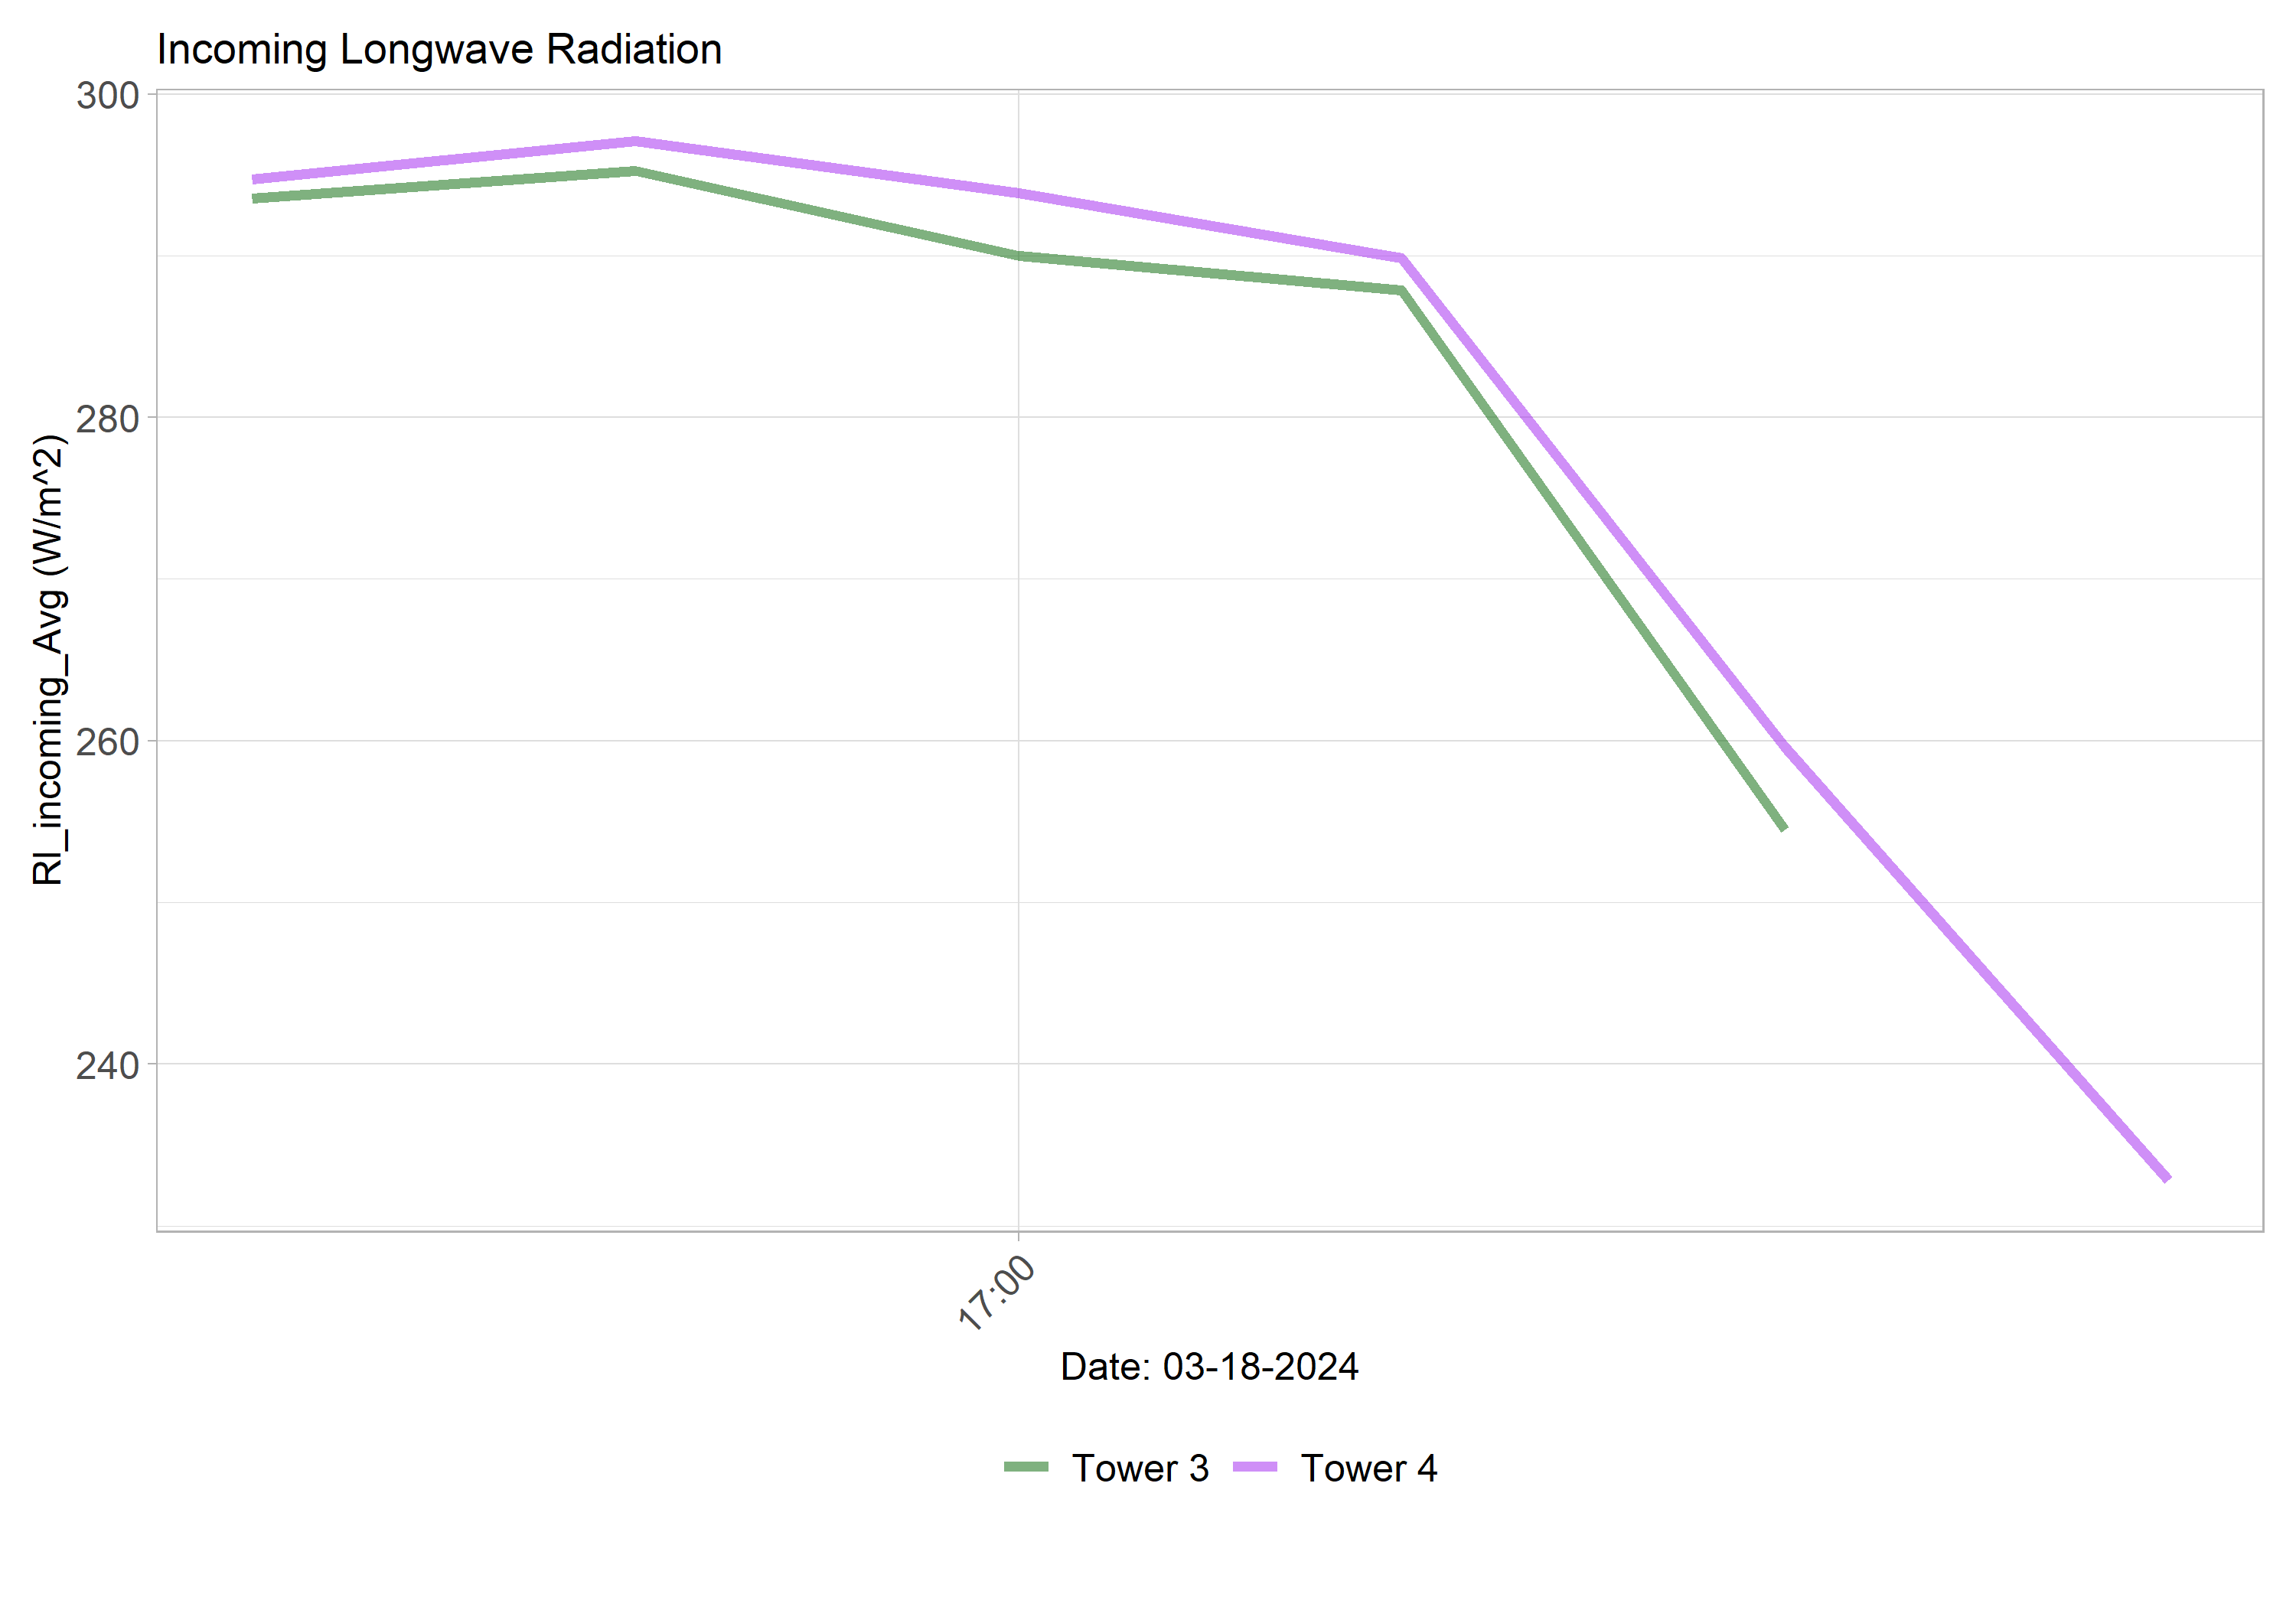 Incoming Longwave Radiation
300
280
260
240
Rl_incoming_Avg (W/m^2)
17:00
Date: 03-18-2024
Tower 3 Tower 4